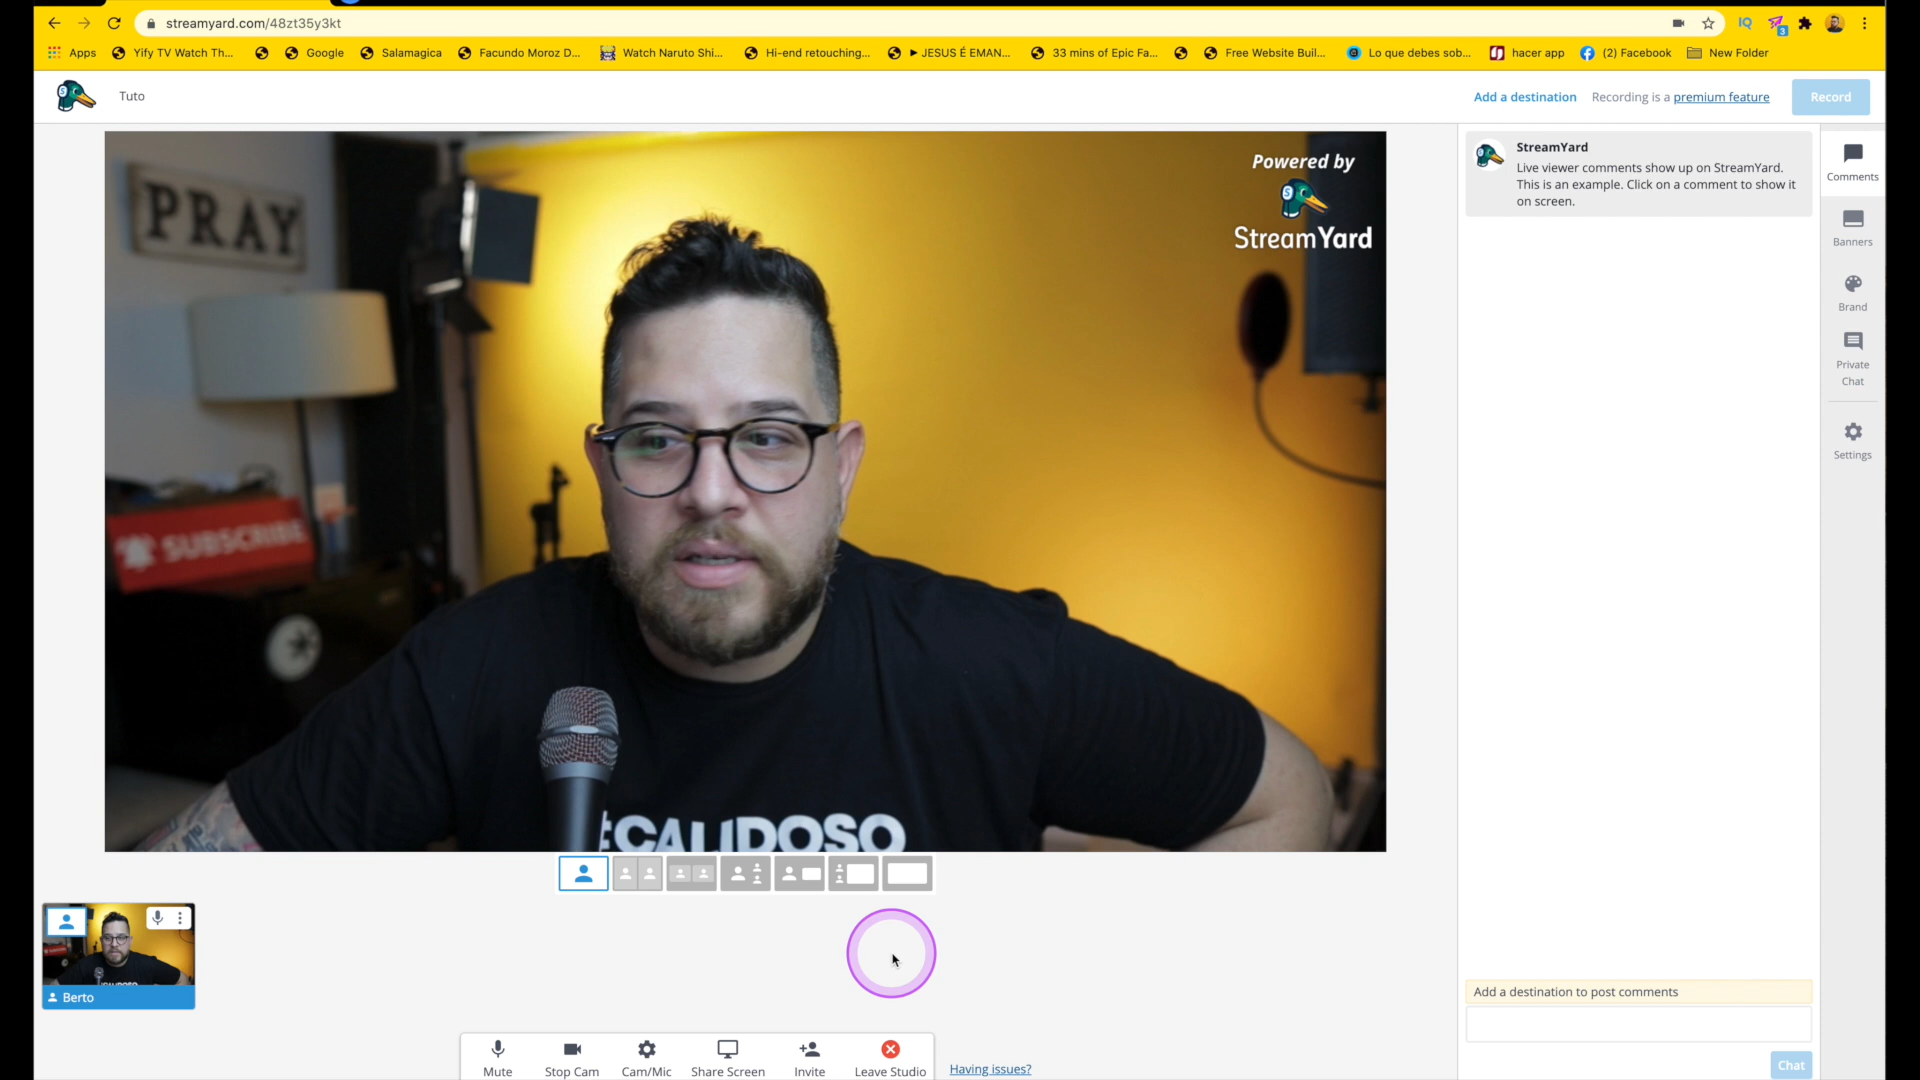 streamyard.com/48zt35y3kt
IQ
3
Apps
Yify TV Watch Th...
Google
Salamagica
Facundo Moroz D...
Watch Naruto Shi...
Hi-end retouching...
► JESUS É EMAN...
33 mins of Epic Fa...
Free Website Buil...
Lo que debes sob...
hacer app
(2) Facebook
New Folder
Tuto
Add a destination
Recording is a premium feature
Record
PRAY
SUBSCRIBE
Powered by
StreamYard
CALIDOSO
StreamYard
Live viewer comments show up on StreamYard.
This is an example. Click on a comment to show it
on screen.
Comments
Banners
Brand
Private
Chat
Settings
Berto
Add a destination to post comments
Chat
Mute
Stop Cam
Cam/Mic
Share Screen
Invite
Leave Studio
Having issues?